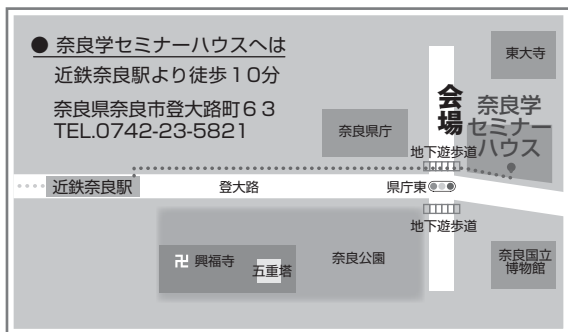 ● 奈良学セミナーハウスへは
近鉄奈良駅より徒歩10分
奈良県奈良市登大路町63
TEL.0742-23-5821
東大寺
会場
奈良学
セミナー
ハウス
奈良県庁
地下遊歩道
近鉄奈良駅
登大路
県庁東
地下遊歩道
卍 興福寺
五重塔
奈良公園
奈良国立
博物館